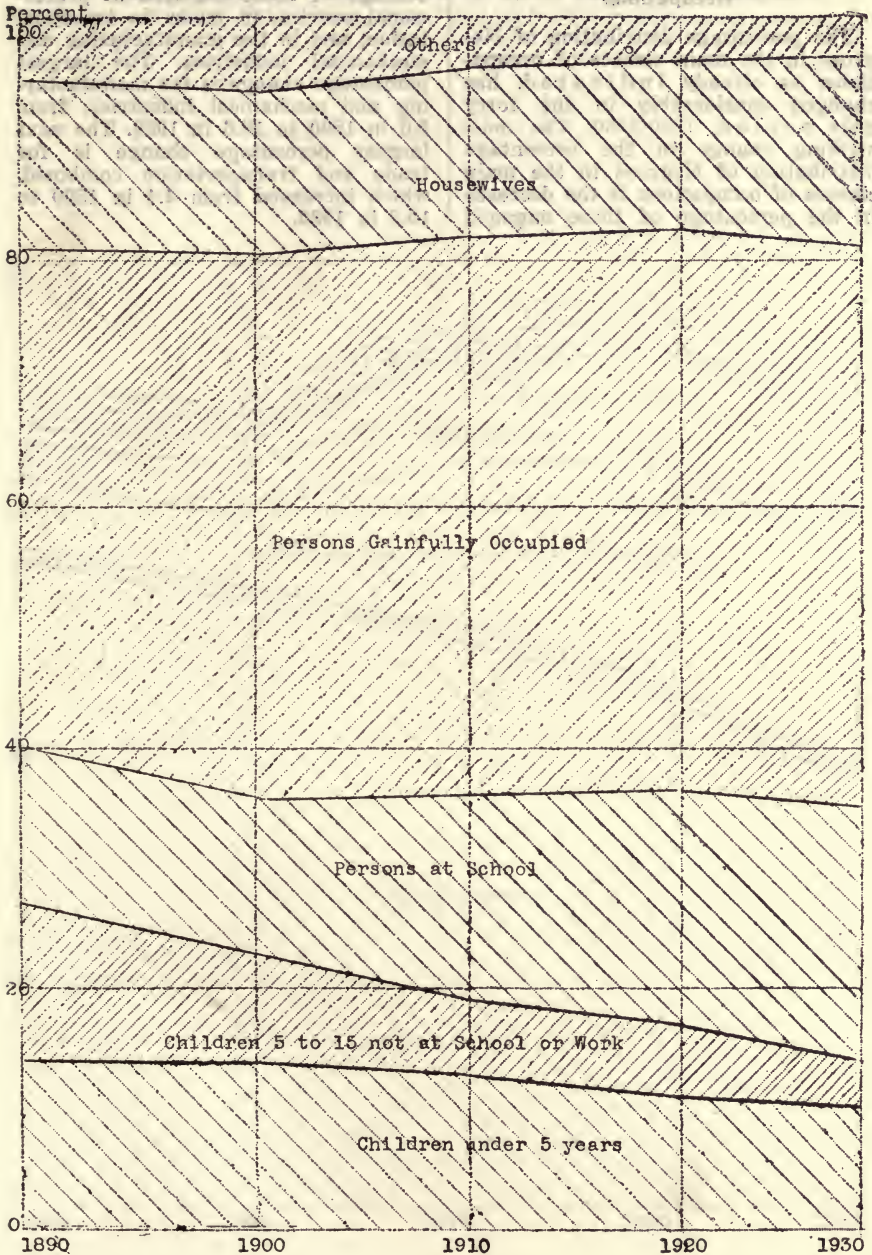 Percent
100
Others
Housewives
80
60
Persons Gainfully Occupied
40
Persons at School
20
Children 5 to 15 not at School or Work
Children under 5 years
0
1890 1900 1910 1920 1930